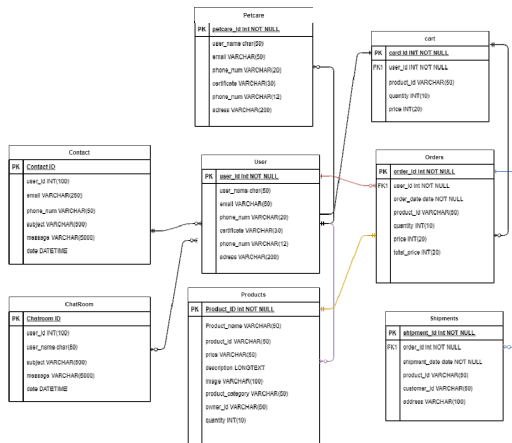 Petcare
PK petcare_id int NOT NULL
user_name char(50)
email VARCHAR(50)
phone_num VARCHAR(20)
certificate VARCHAR(30)
phone_num VARCHAR(12)
adress VARCHAR(200)
cart
PK card id INT NOT NULL
FK1 user_id INT NOT NULL
product_id VARCHAR(50)
quantity INT(10)
price INT(20)
Contact
PK Contact ID
user_id INT(100)
email VARCHAR(250)
phone_num VARCHAR(50)
subject VARCHAR(500)
message VARCHAR(5000)
date DATETIME
User
PK user_id int NOT NULL
user_name char(50)
email VARCHAR(50)
phone_num VARCHAR(20)
certificate VARCHAR(30)
phone_num VARCHAR(12)
adress VARCHAR(200)
Orders
PK order_id int NOT NULL
FK1 user_id int NOT NULL
order_date date NOT NULL
product_id VARCHAR(50)
quantity INT(10)
price INT(20)
total_price INT(20)
ChatRoom
PK Chatroom ID
user_id INT(100)
user_name char(50)
subject VARCHAR(500)
message VARCHAR(5000)
date DATETIME
Products
PK Product_ID int NOT NULL
Product_name VARCHAR(50)
product_id VARCHAR(50)
price VARCHAR(50)
description LONGTEXT
image VARCHAR(100)
product_category VARCHAR(50)
owner_id VARCHAR(50)
quantity INT(10)
Shipments
PK shipment_id int NOT NULL
FK1 order_id int NOT NULL
shipment_date date NOT NULL
product_id VARCHAR(50)
customer_id VARCHAR(50)
address VARCHAR(100)